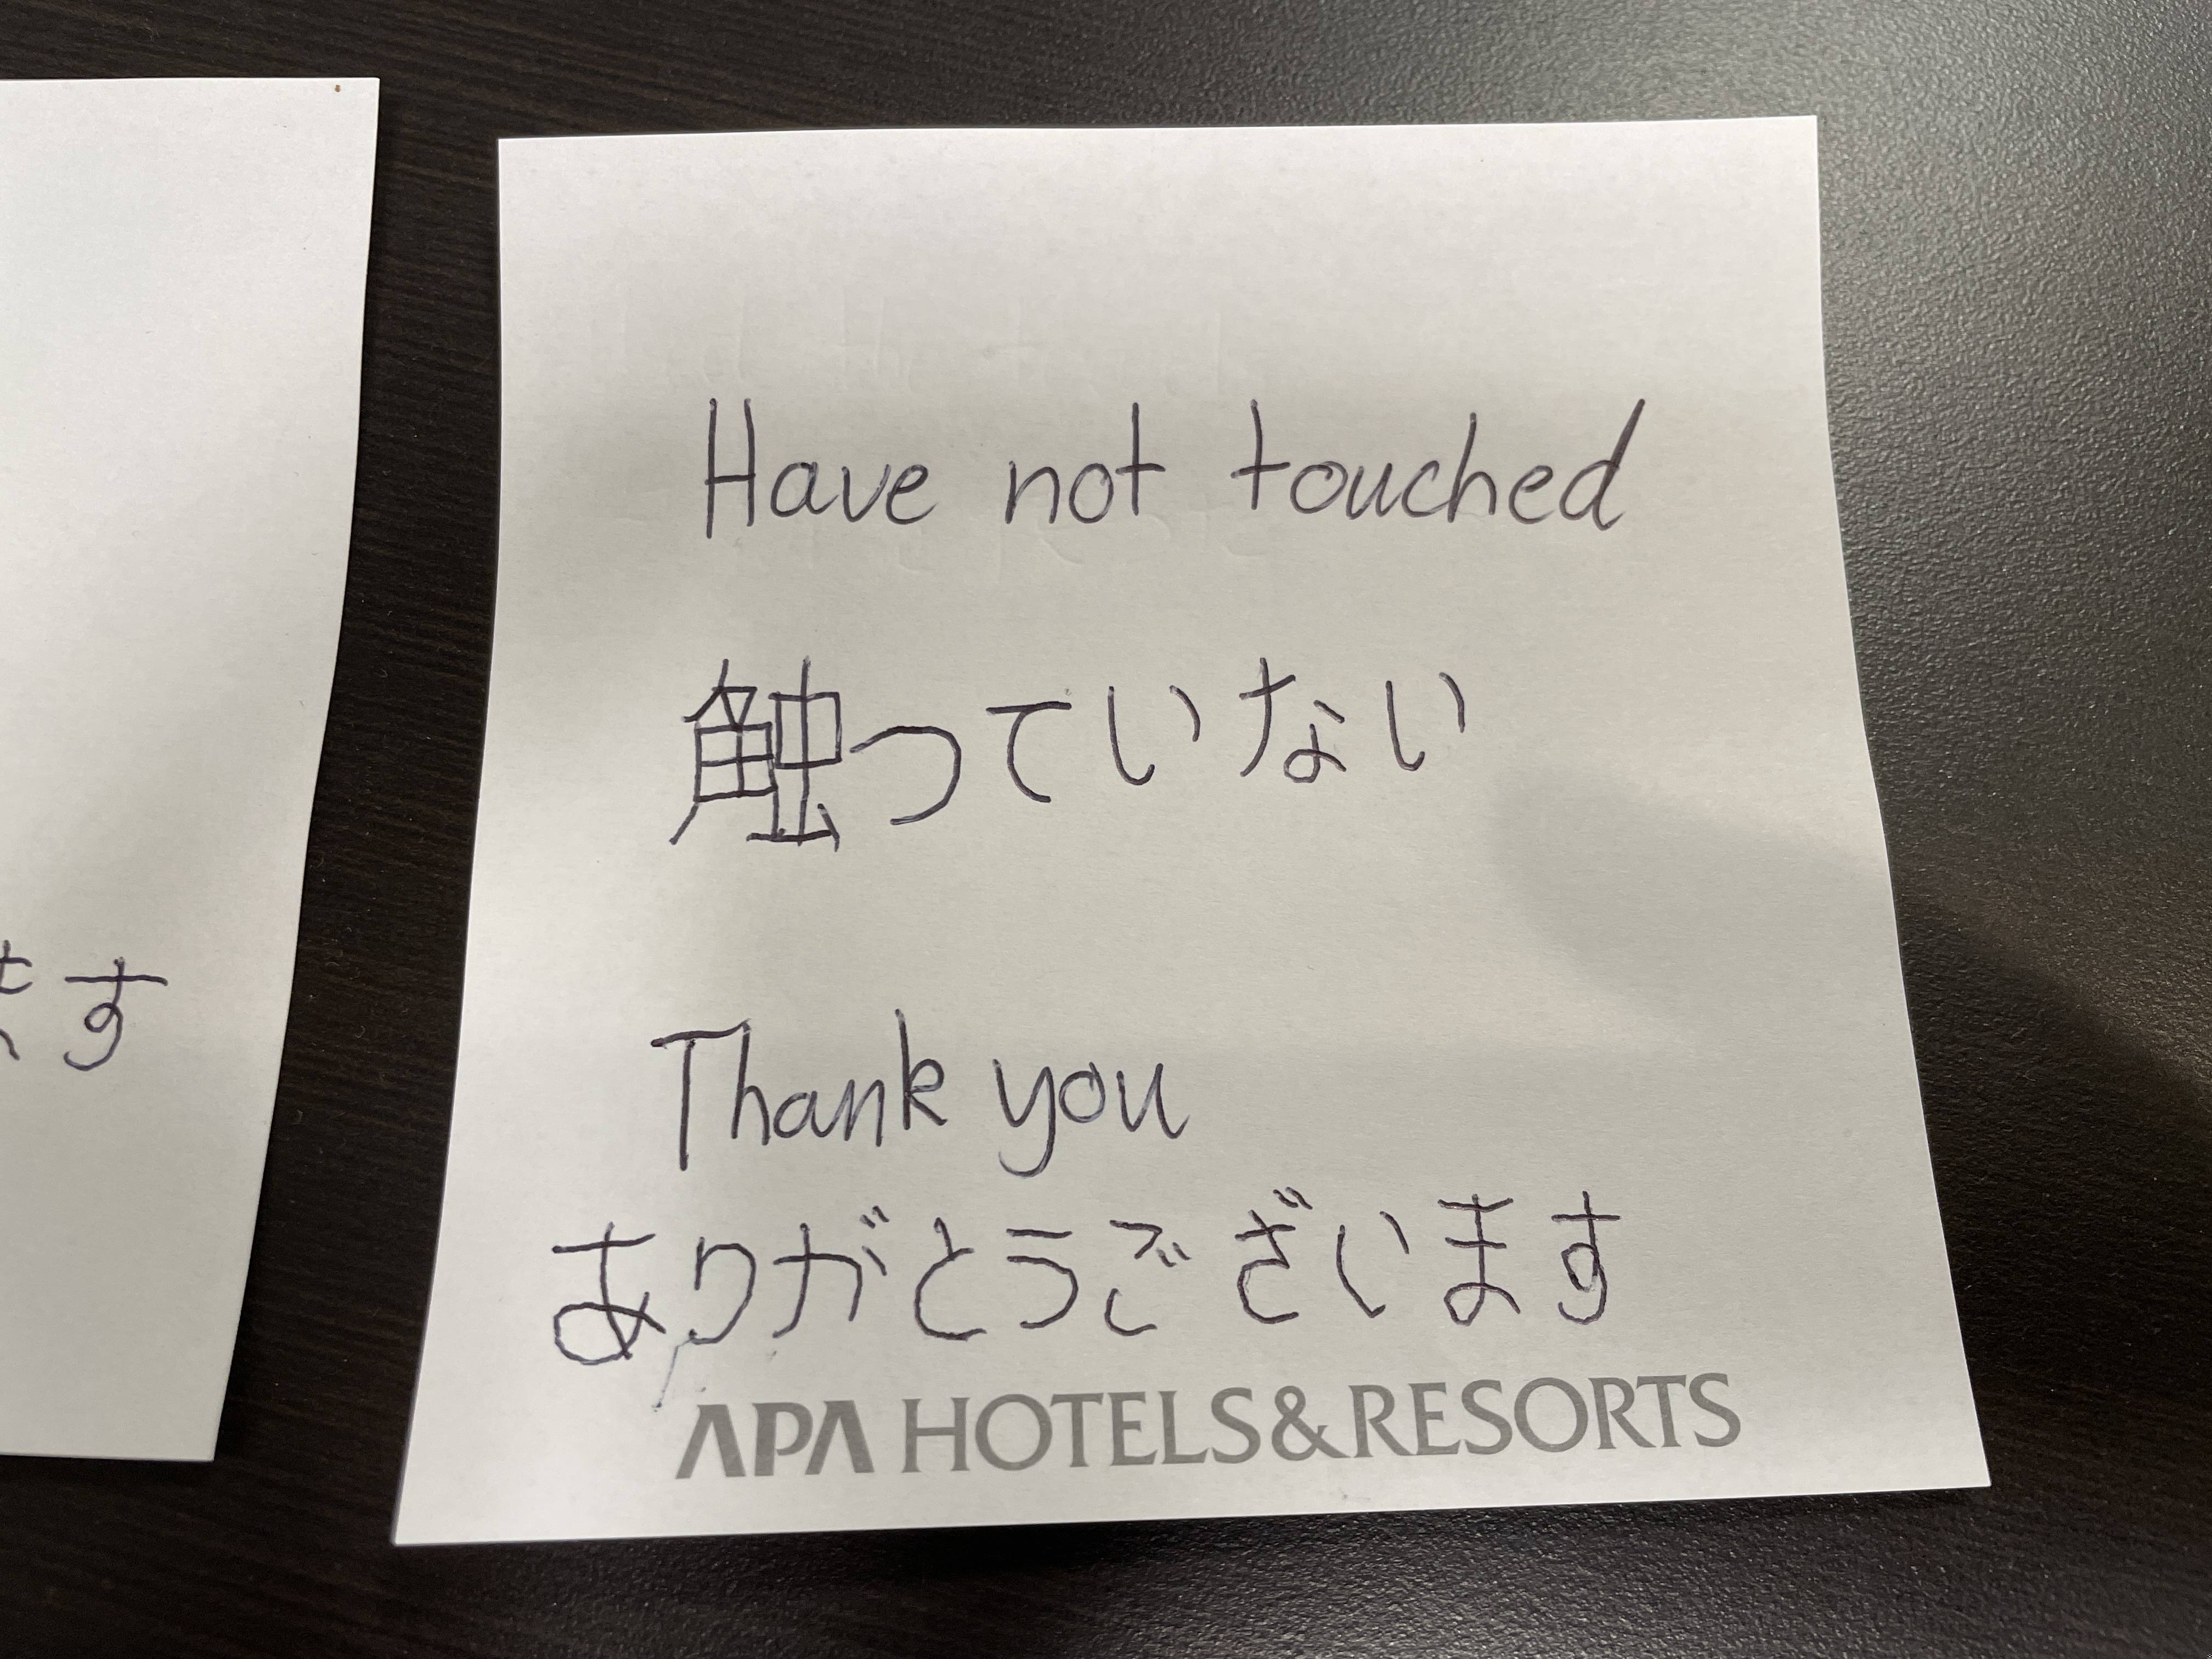 ます
Have not touched
触っていない
Thank you
ありがとうございます
APA HOTELS&RESORTS